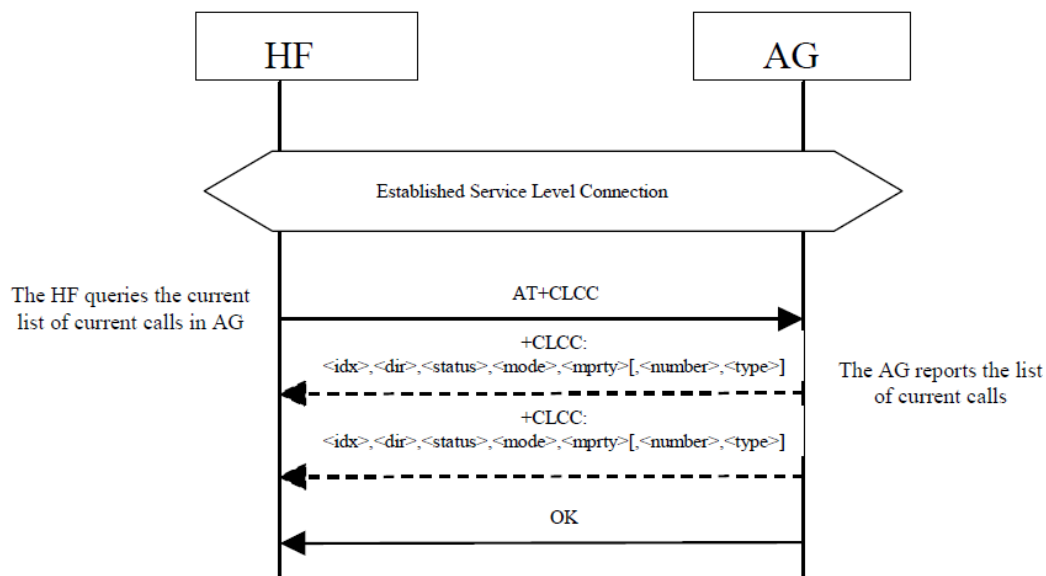 HF
AG
Established Service Level Connection
The HF queries the current
list of current calls in AG
AT+CLCC
+CLCC:
<idx>,<dir>,<status>,<mode>,<mprty>[,<number>,<type>]
The AG reports the list
of current calls
+CLCC:
<idx>,<dir>,<status>,<mode>,<mprty>[,<number>,<type>]
OK